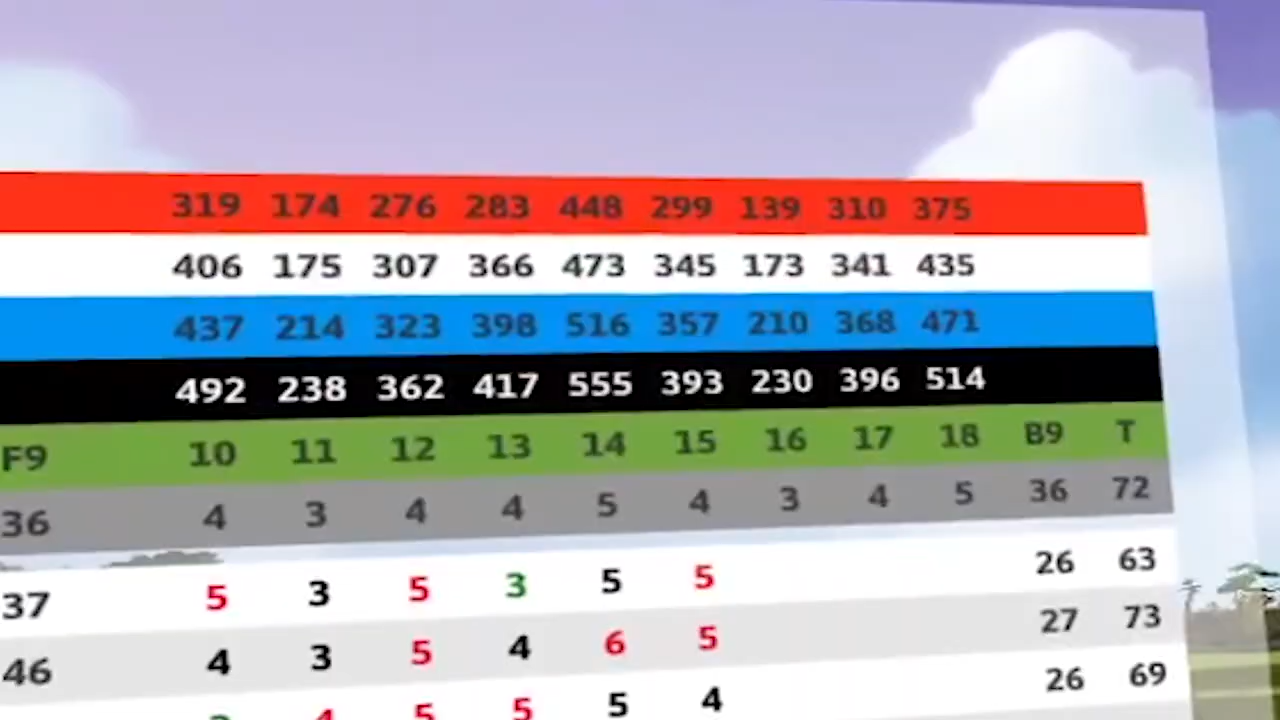 319 174 276 283 448 299 139 310 375
406 175 307 366 473 345 173 341 435
437 214 323 398 516 357 210 368 471
492 238 362 417 555 393 230 396 514
F9 10 11 12 13 14 15 16 17 18 B9 T
36 4 3 4 4 5 4 3 4 5 36 72
37 5 3 5 3 5 5 26 63
46 4 3 5 4 6 5 27 73
4 5 5 5 4 26 69